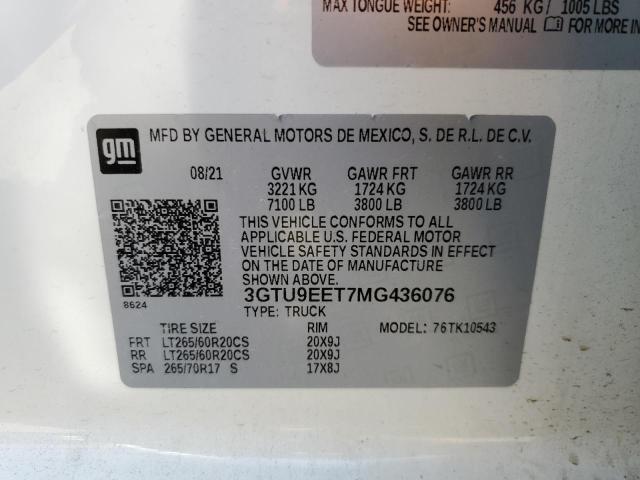 MAX TONGUE WEIGHT: 456 KG/ 1005 LBS
SEE OWNER'S MANUAL FOR MORE IN
gm
MFD BY GENERAL MOTORS DE MEXICO, S. DE R.L. DE C.V.
08/21 GVWR GAWR FRT GAWR RR
3221 KG 1724 KG 1724 KG
7100 LB 3800 LB 3800 LB
THIS VEHICLE CONFORMS TO ALL
APPLICABLE U.S. FEDERAL MOTOR
VEHICLE SAFETY STANDARDS IN EFFECT
ON THE DATE OF MANUFACTURE SHOWN ABOVE.
8624
3GTU9EET7MG436076
TYPE: TRUCK
TIRE SIZE RIM MODEL: 76TK10543
FRT LT265/60R20CS 20X9J
RR LT265/60R20CS 20X9J
SPA 265/70R17 S 17X8J